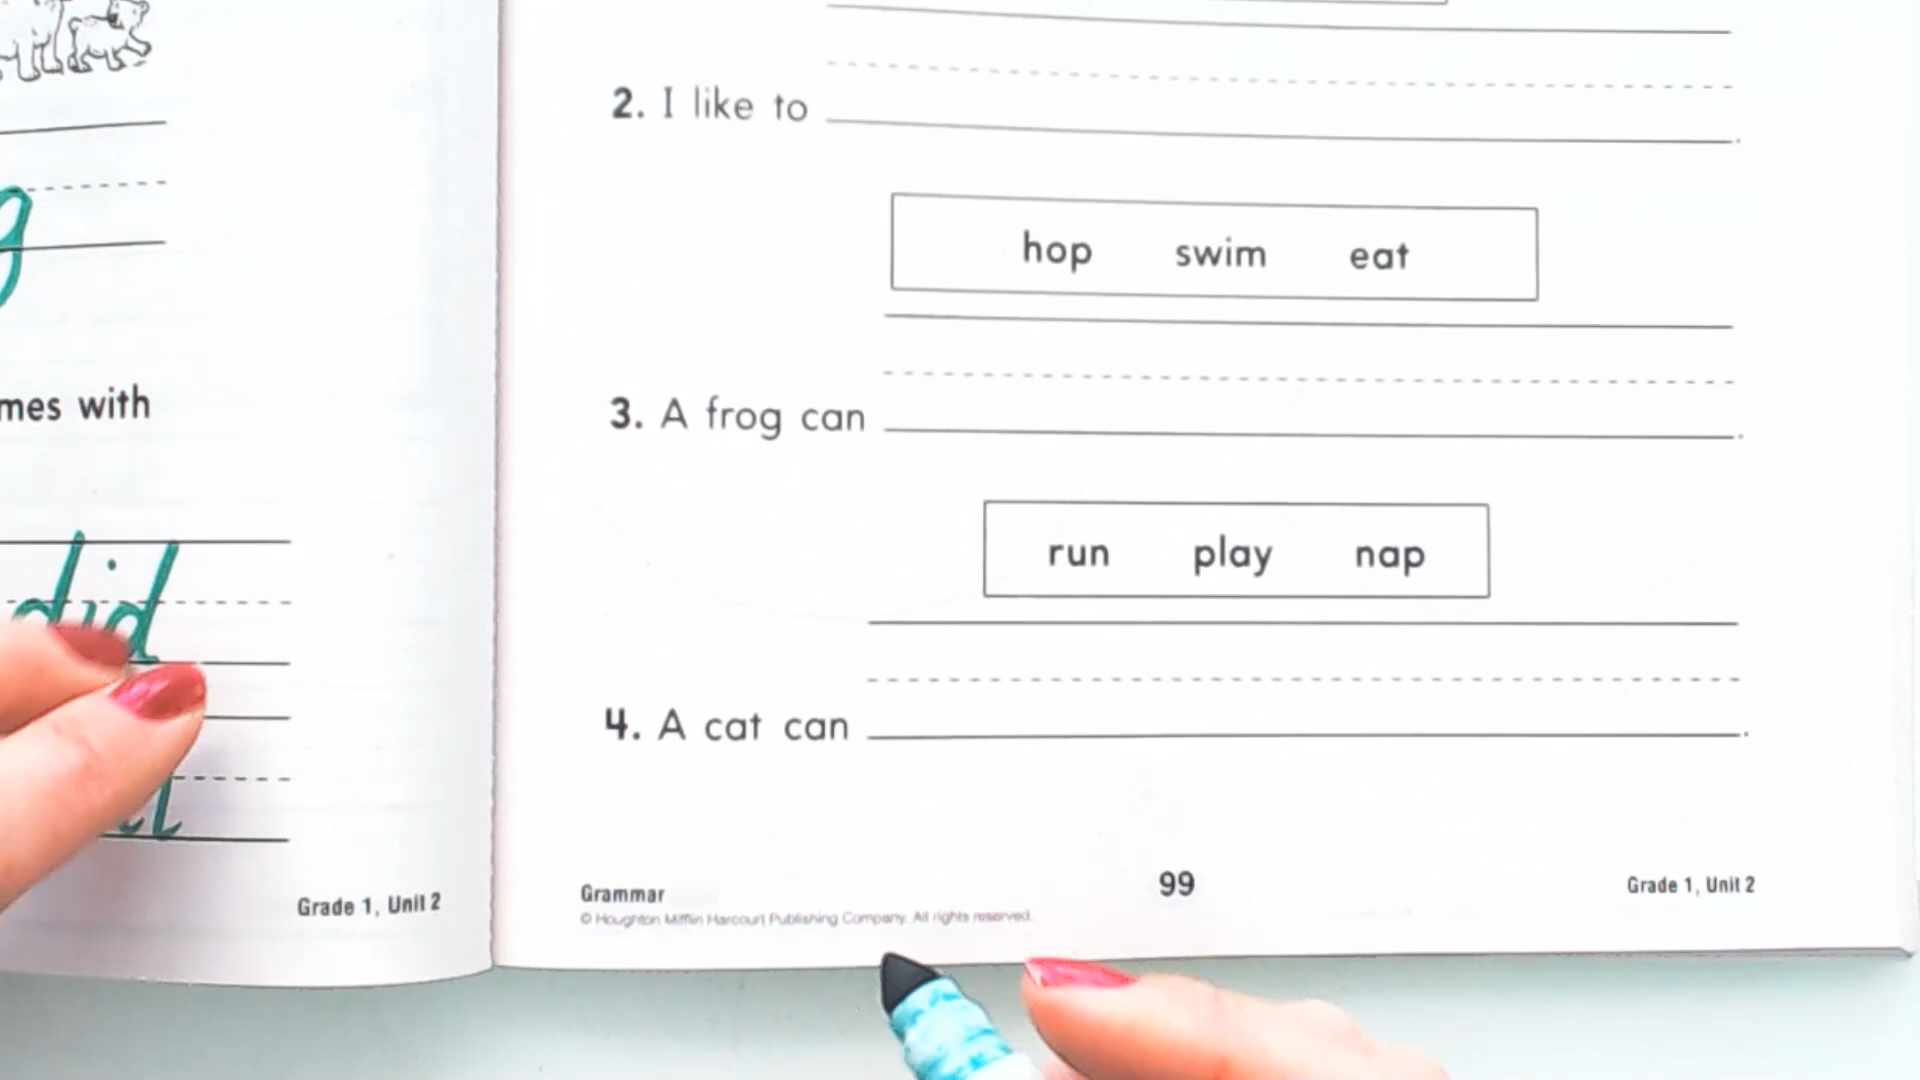 2. I like to .
hop swim eat
3. A frog can .
run play nap
4. A cat can .
99
Grammar
Grade 1, Unit 2
© Houghton Mifflin Harcourt Publishing Company. All rights reserved.
g
mes with
did
Grade 1, Unit 2